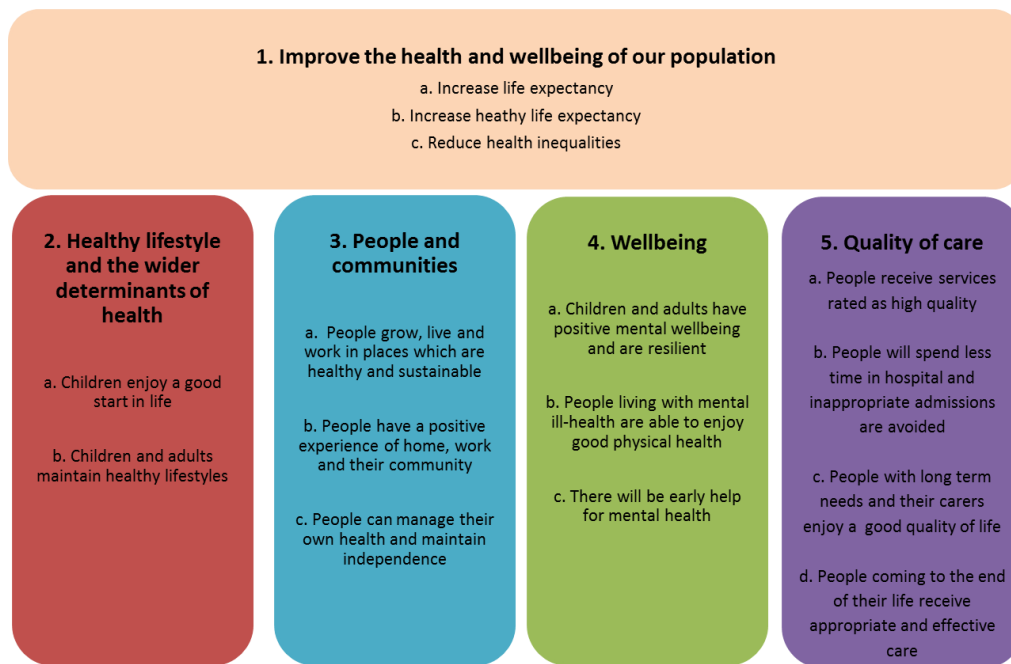 1. Improve the health and wellbeing of our population
a. Increase life expectancy
b. Increase heathy life expectancy
c. Reduce health inequalities
2. Healthy lifestyle
and the wider
determinants of
health
a. Children enjoy a good
start in life
b. Children and adults
maintain healthy lifestyles
3. People and
communities
a. People grow, live and
work in places which are
healthy and sustainable
b. People have a positive
experience of home, work
and their community
c. People can manage their
own health and maintain
independence
4. Wellbeing
a. Children and adults have
positive mental wellbeing
and are resilient
b. People living with mental
ill-health are able to enjoy
good physical health
c. There will be early help
for mental health
5. Quality of care
a. People receive services
rated as high quality
b. People will spend less
time in hospital and
inappropriate admissions
are avoided
c. People with long term
needs and their carers
enjoy a good quality of life
d. People coming to the end
of their life receive
appropriate and effective
care